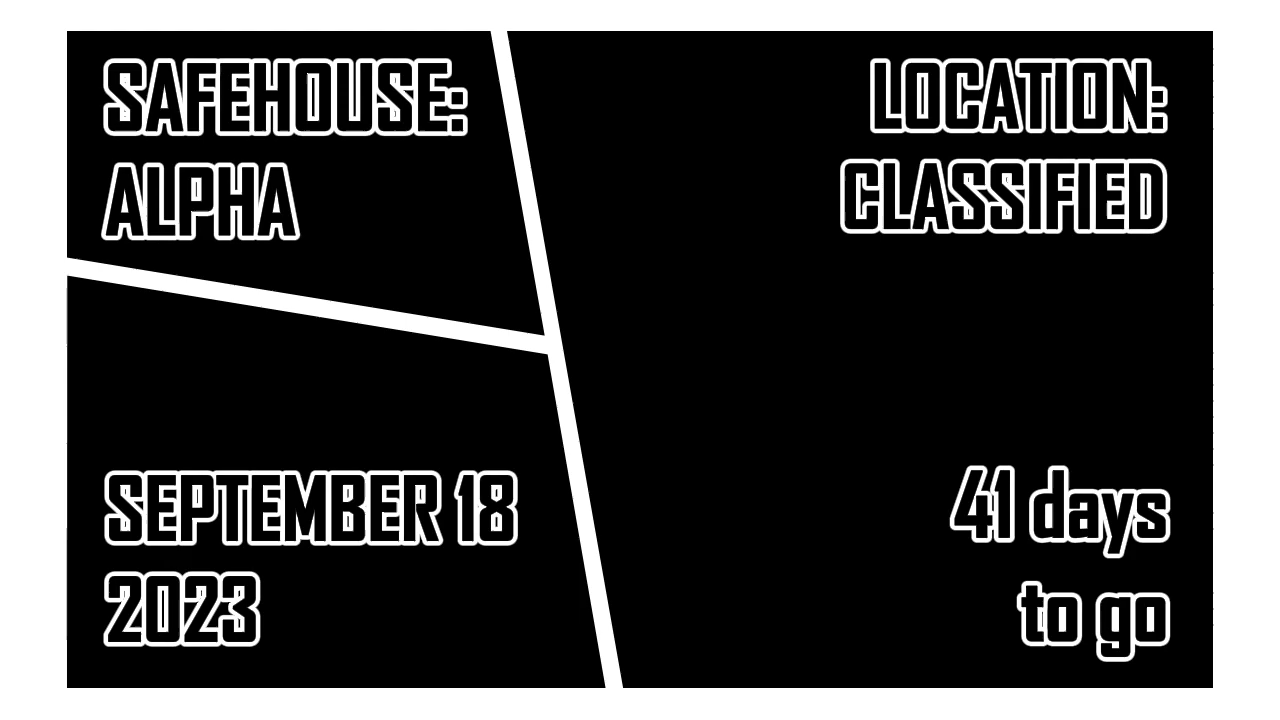 SAFEHOUSE:
ALPHA
LOCATION:
CLASSIFIED
SEPTEMBER 18
2023
41 days
to go